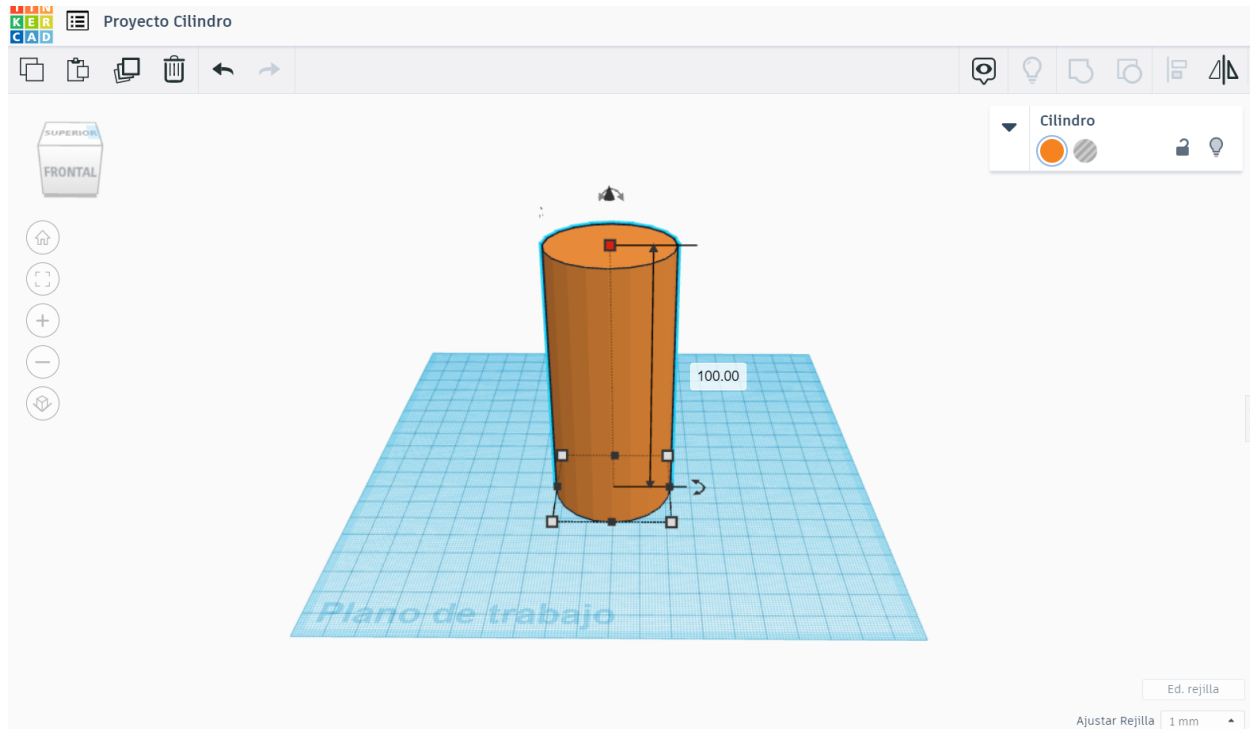 TIN
KER
CAD
Proyecto Cilindro
SUPERIOR
FRONTAL
Cilindro
100.00
Plano de trabajo
Ed. rejilla
Ajustar Rejilla 1 mm